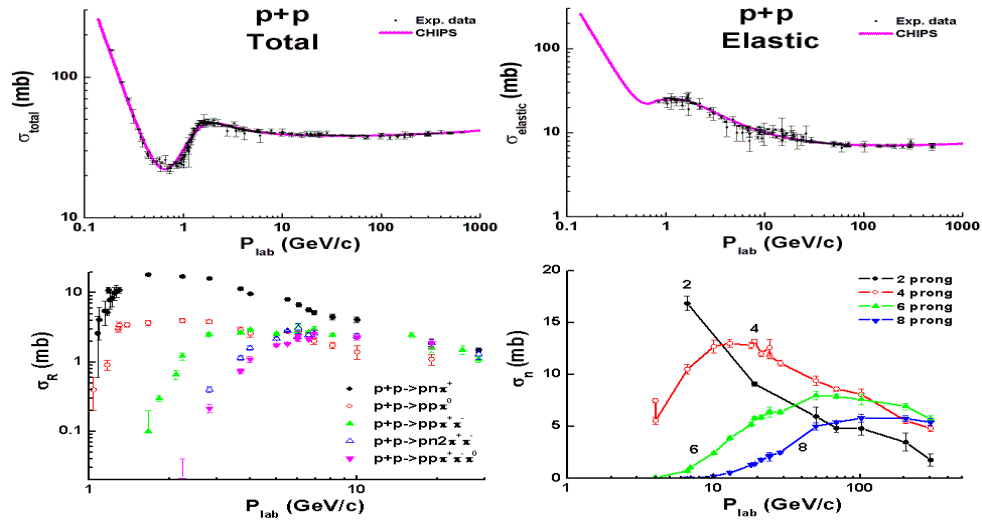 p+p
Total
Exp. data
CHIPS
σtotal (mb)
100
10
0.1
1
10
100
1000
Plab (GeV/c)
p+p
Elastic
Exp. data
CHIPS
σelastic (mb)
100
10
1
0.1
1
10
100
1000
Plab (GeV/c)
σR (mb)
10
1
0.1
1
10
p+p->pnπ+
p+p->ppπ0
p+p->ppπ+π-
p+p->pn2π+π-
p+p->ppπ+π-π0
Plab (GeV/c)
σn (mb)
20
15
10
5
0
1
10
100
2
4
6
8
2 prong
4 prong
6 prong
8 prong
Plab (GeV/c)